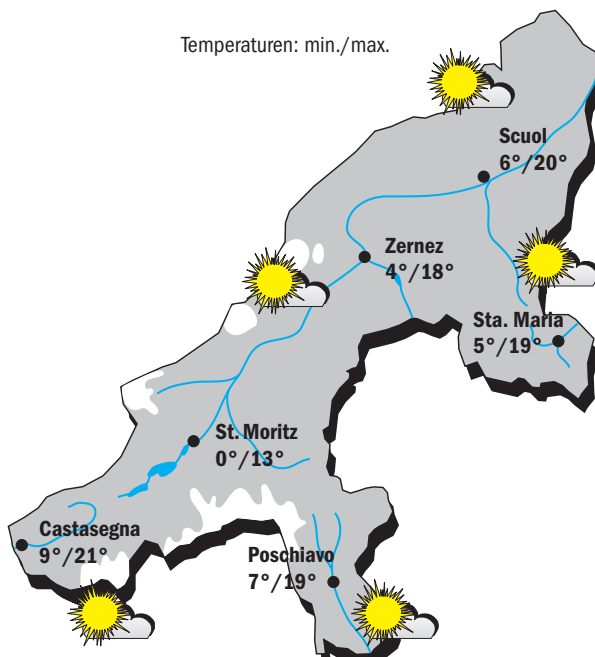 Temperaturen: min./max.
Scuol
6°/20°
Zernez
4°/18°
Sta. Maria
5°/19°
St. Moritz
0°/13°
Castasegna
9°/21°
Poschiavo
7°/19°